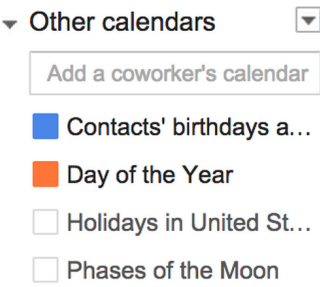 Other calendars
Add a coworker's calendar
Contacts' birthdays a...
Day of the Year
Holidays in United St...
Phases of the Moon